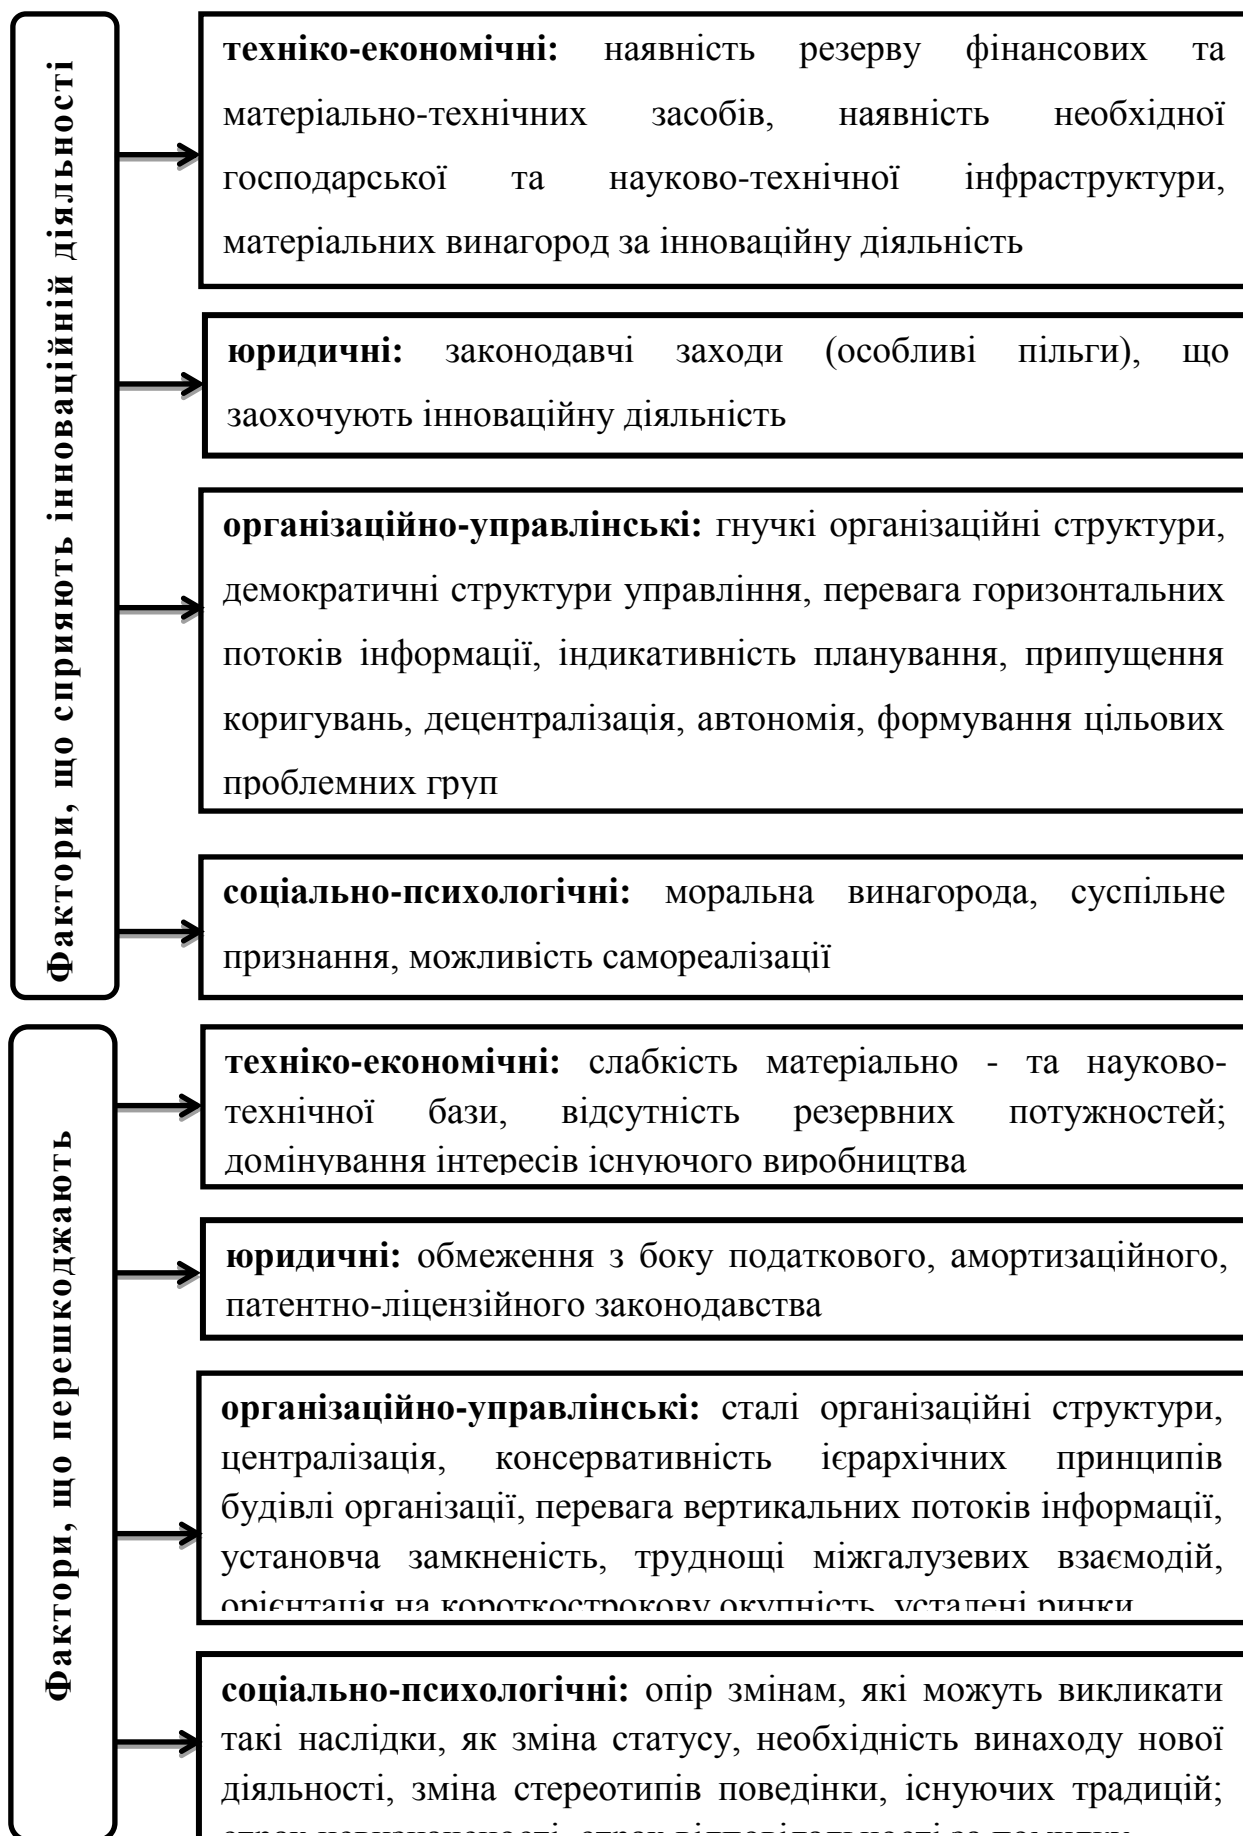 Фактори, що сприяють інноваційній діяльності
техніко-економічні: наявність резерву фінансових та
матеріально-технічних засобів, наявність необхідної
господарської та науково-технічної інфраструктури,
матеріальних винагород за інноваційну діяльність
юридичні: законодавчі заходи (особливі пільги), що
заохочують інноваційну діяльність
організаційно-управлінські: гнучкі організаційні структури,
демократичні структури управління, перевага горизонтальних
потоків інформації, індикативність планування, припущення
коригувань, децентралізація, автономія, формування цільових
проблемних груп
соціально-психологічні: моральна винагорода, суспільне
признання, можливість самореалізації
Фактори, що перешкоджають
техніко-економічні: слабкість матеріально - та науково-
технічної бази, відсутність резервних потужностей;
домінування інтересів існуючого виробництва
юридичні: обмеження з боку податкового, амортизаційного,
патентно-ліцензійного законодавства
організаційно-управлінські: сталі організаційні структури,
централізація, консервативність ієрархічних принципів
будівлі організації, перевага вертикальних потоків інформації,
установча замкненість, труднощі міжгалузевих взаємодій,
орієнтація на короткострокову окупність, усталені ринки
соціально-психологічні: опір змінам, які можуть викликати
такі наслідки, як зміна статусу, необхідність винаходу нової
діяльності, зміна стереотипів поведінки, існуючих традицій;